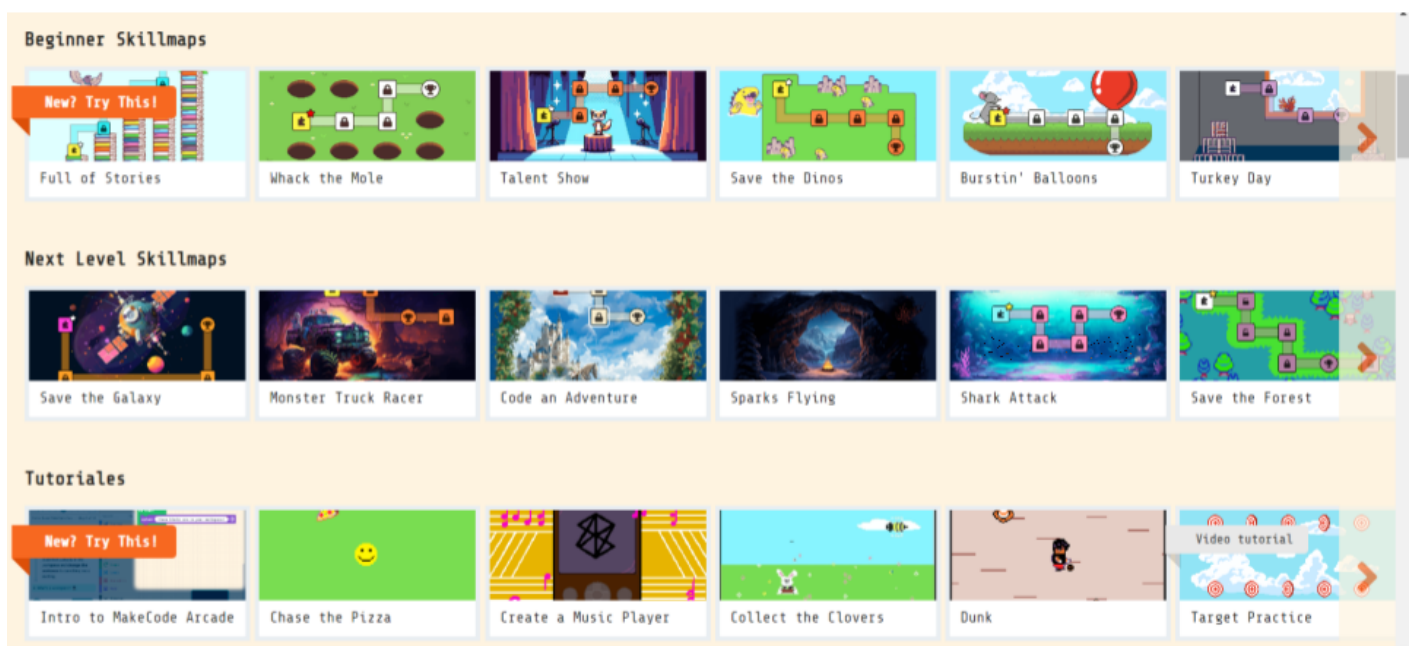 Beginner Skillmaps
New? Try This!
Full of Stories
Whack the Mole
Talent Show
Save the Dinos
Burstin' Balloons
Turkey Day
Next Level Skillmaps
Save the Galaxy
Monster Truck Racer
Code an Adventure
Sparks Flying
Shark Attack
Save the Forest
Tutoriales
New? Try This!
Video tutorial
Intro to MakeCode Arcade
Chase the Pizza
Create a Music Player
Collect the Clovers
Dunk
Target Practice